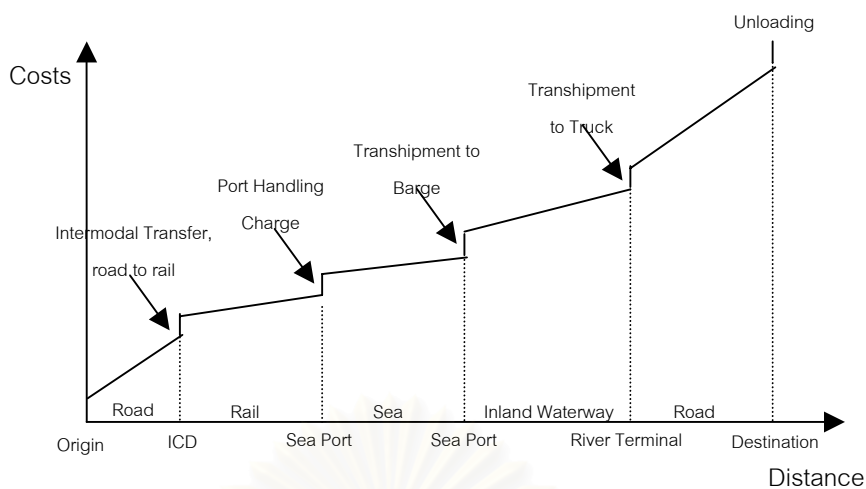 Unloading
Costs
Transhipment
to Truck
Transhipment to
Barge
Port Handling
Charge
Intermodal Transfer,
road to rail
Road
Rail
Sea
Inland Waterway
Road
Origin
ICD
Sea Port
Sea Port
River Terminal
Destination
Distance